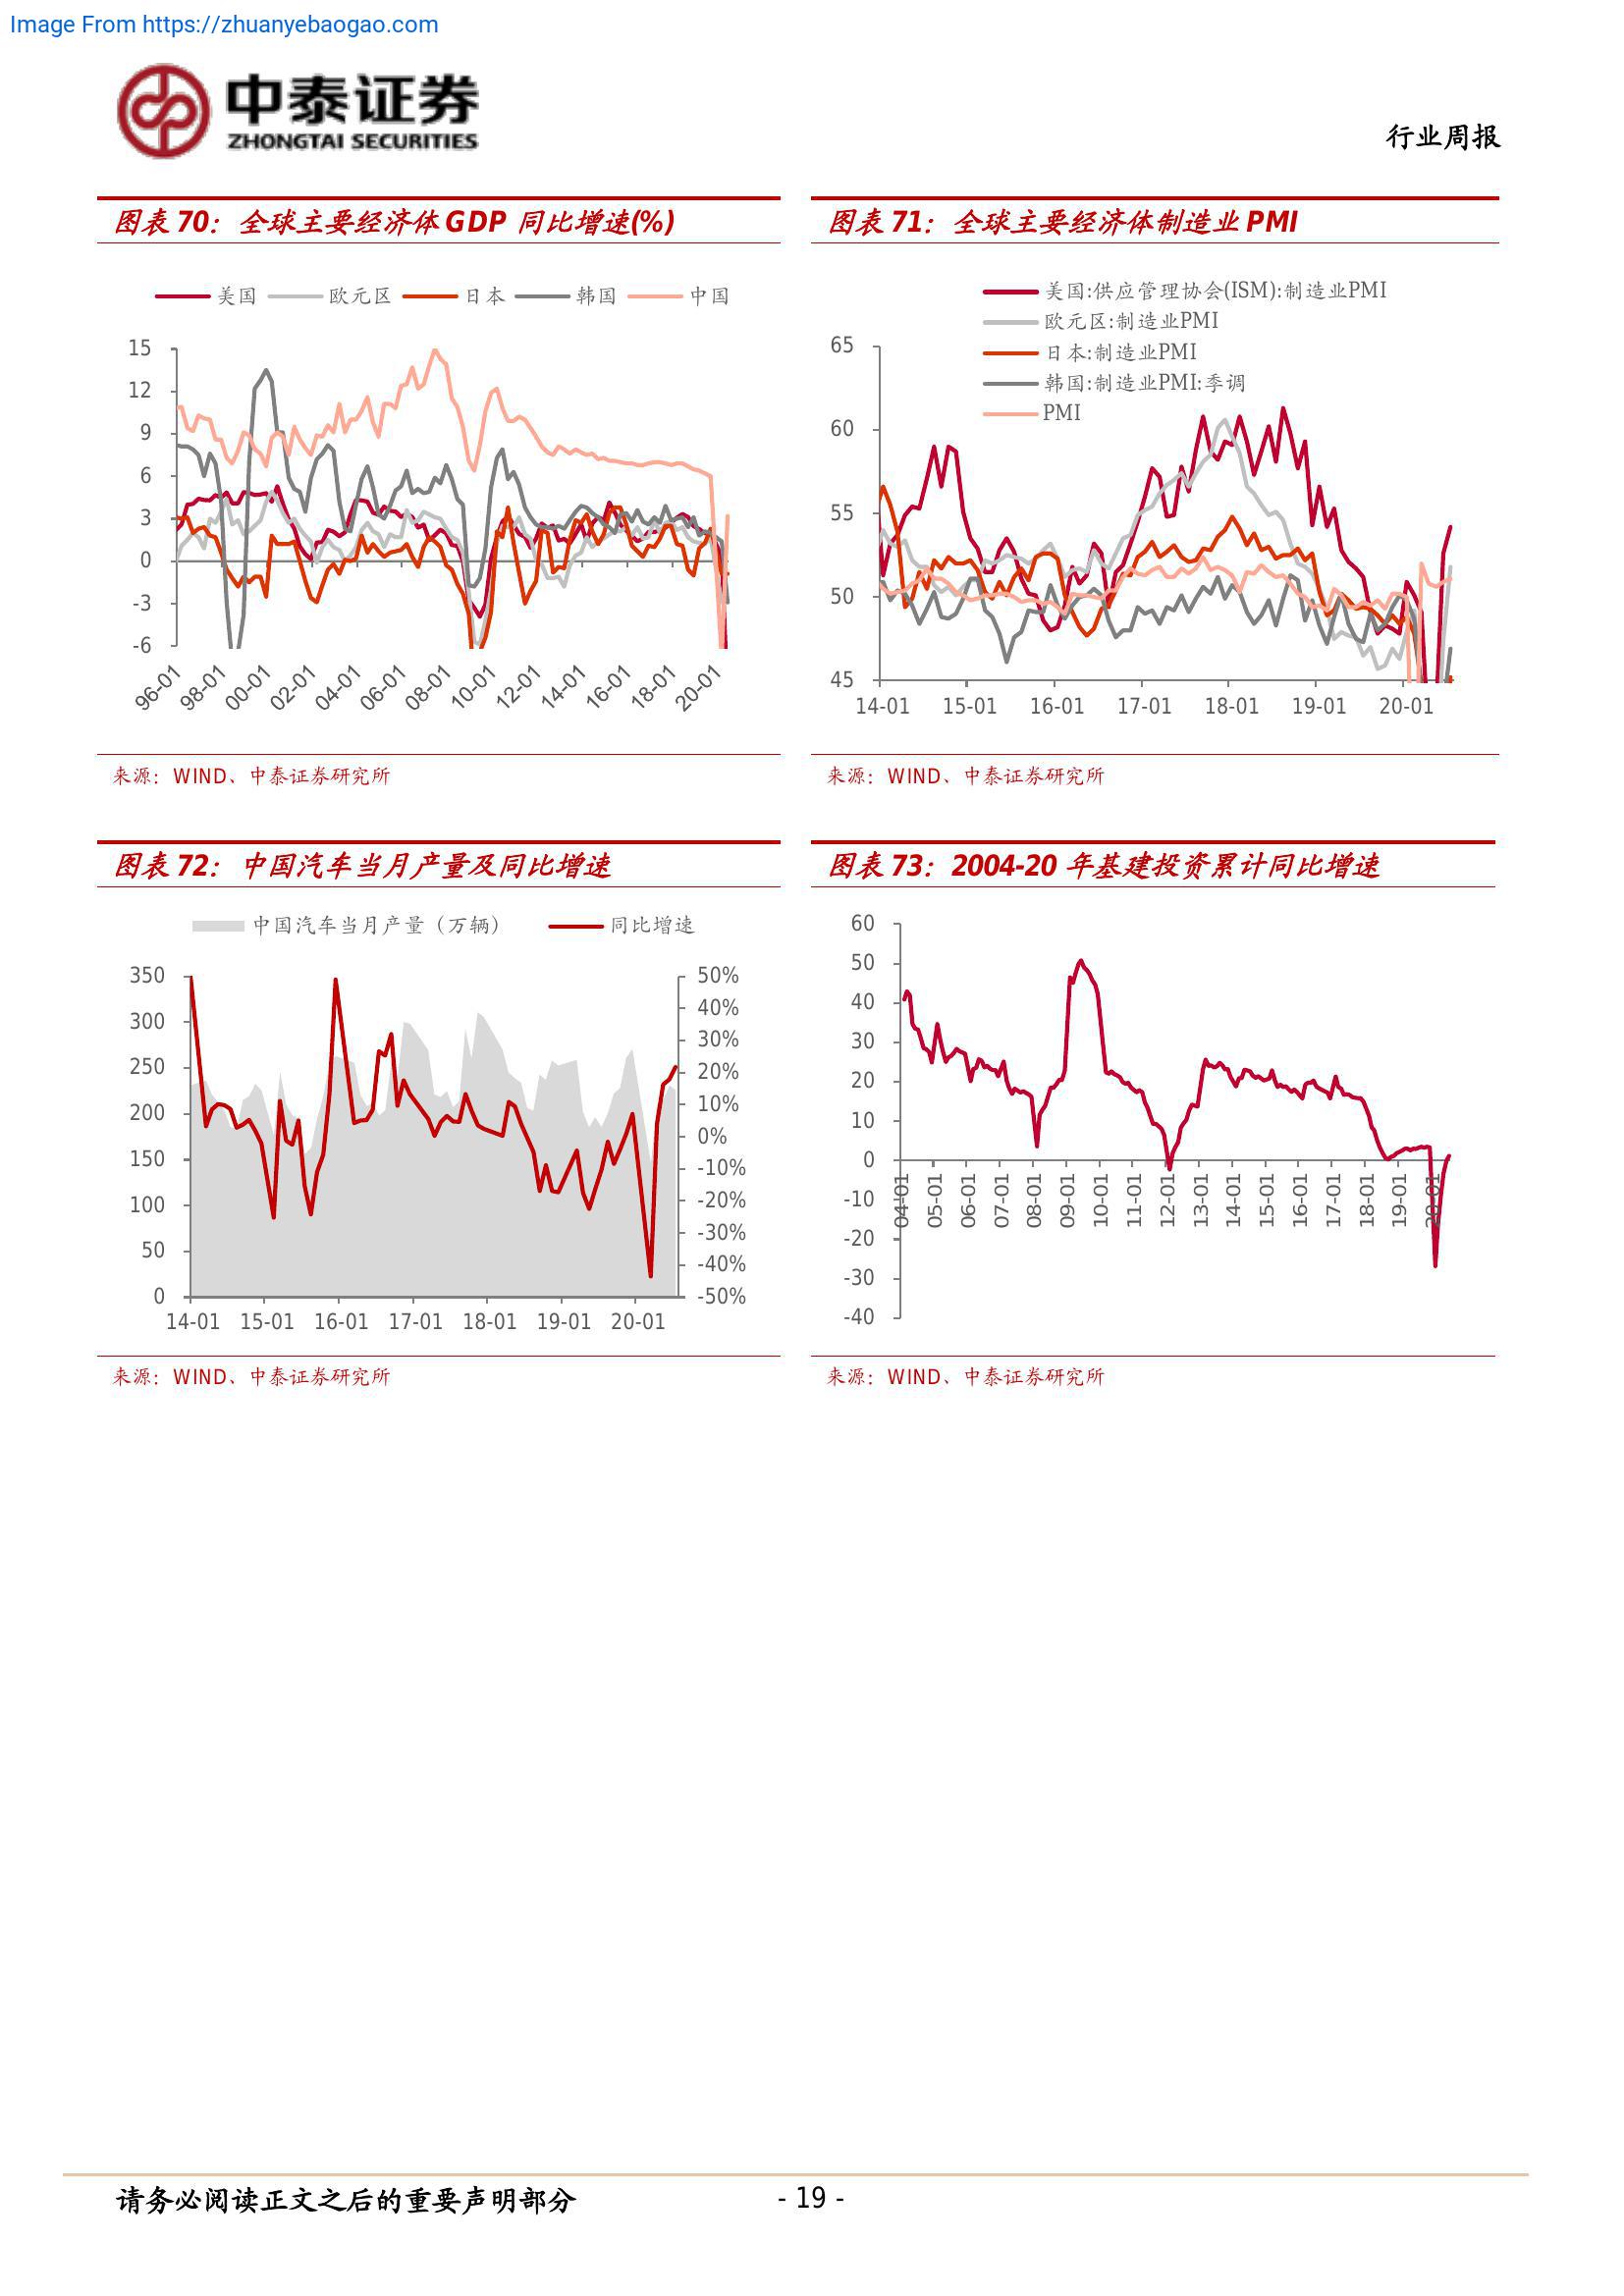 Image From https://zhuanyebaogao.com
中泰证券
ZHONGTAI SECURITIES
行业周报
图表 70：全球主要经济体 GDP 同比增速(%)
美国 欧元区 日本 韩国 中国
15
12
9
6
3
0
-3
-6
96-01 98-01 00-01 02-01 04-01 06-01 08-01 10-01 12-01 14-01 16-01 18-01 20-01
来源：WIND、中泰证券研究所
图表 71：全球主要经济体制造业 PMI
美国:供应管理协会(ISM):制造业PMI
欧元区:制造业PMI
日本:制造业PMI
韩国:制造业PMI:季调
PMI
65
60
55
50
45
14-01 15-01 16-01 17-01 18-01 19-01 20-01
来源：WIND、中泰证券研究所
图表 72：中国汽车当月产量及同比增速
中国汽车当月产量（万辆） 同比增速
350 50%
300 40%
250 30%
200 20%
150 10%
100 0%
50 -10%
0 -20%
-30%
-40%
-50%
14-01 15-01 16-01 17-01 18-01 19-01 20-01
来源：WIND、中泰证券研究所
图表 73：2004-20 年基建投资累计同比增速
60
50
40
30
20
10
0
-10
-20
-30
-40
04-01 05-01 06-01 07-01 08-01 09-01 10-01 11-01 12-01 13-01 14-01 15-01 16-01 17-01 18-01 19-01 20-01
来源：WIND、中泰证券研究所
请务必阅读正文之后的重要声明部分
- 19 -